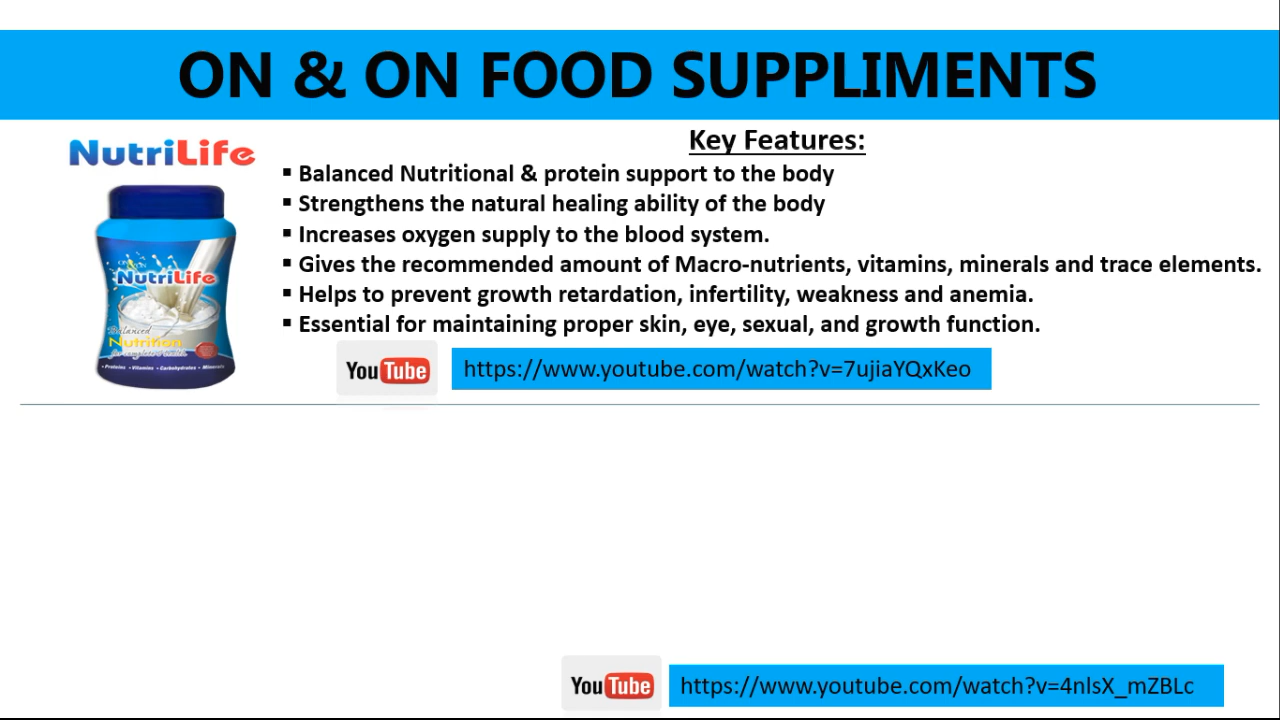 ON & ON FOOD SUPPLIMENTS
NutriLife
Key Features:
▪ Balanced Nutritional & protein support to the body
▪ Strengthens the natural healing ability of the body
▪ Increases oxygen supply to the blood system.
▪ Gives the recommended amount of Macro-nutrients, vitamins, minerals and trace elements.
▪ Helps to prevent growth retardation, infertility, weakness and anemia.
▪ Essential for maintaining proper skin, eye, sexual, and growth function.
NutriLife
Balanced
Nutrition
• Proteins • Vitamins • Carbohydrates • Minerals
YouTube https://www.youtube.com/watch?v=7ujiaYQxKeo
YouTube https://www.youtube.com/watch?v=4nlsX_mZBLc